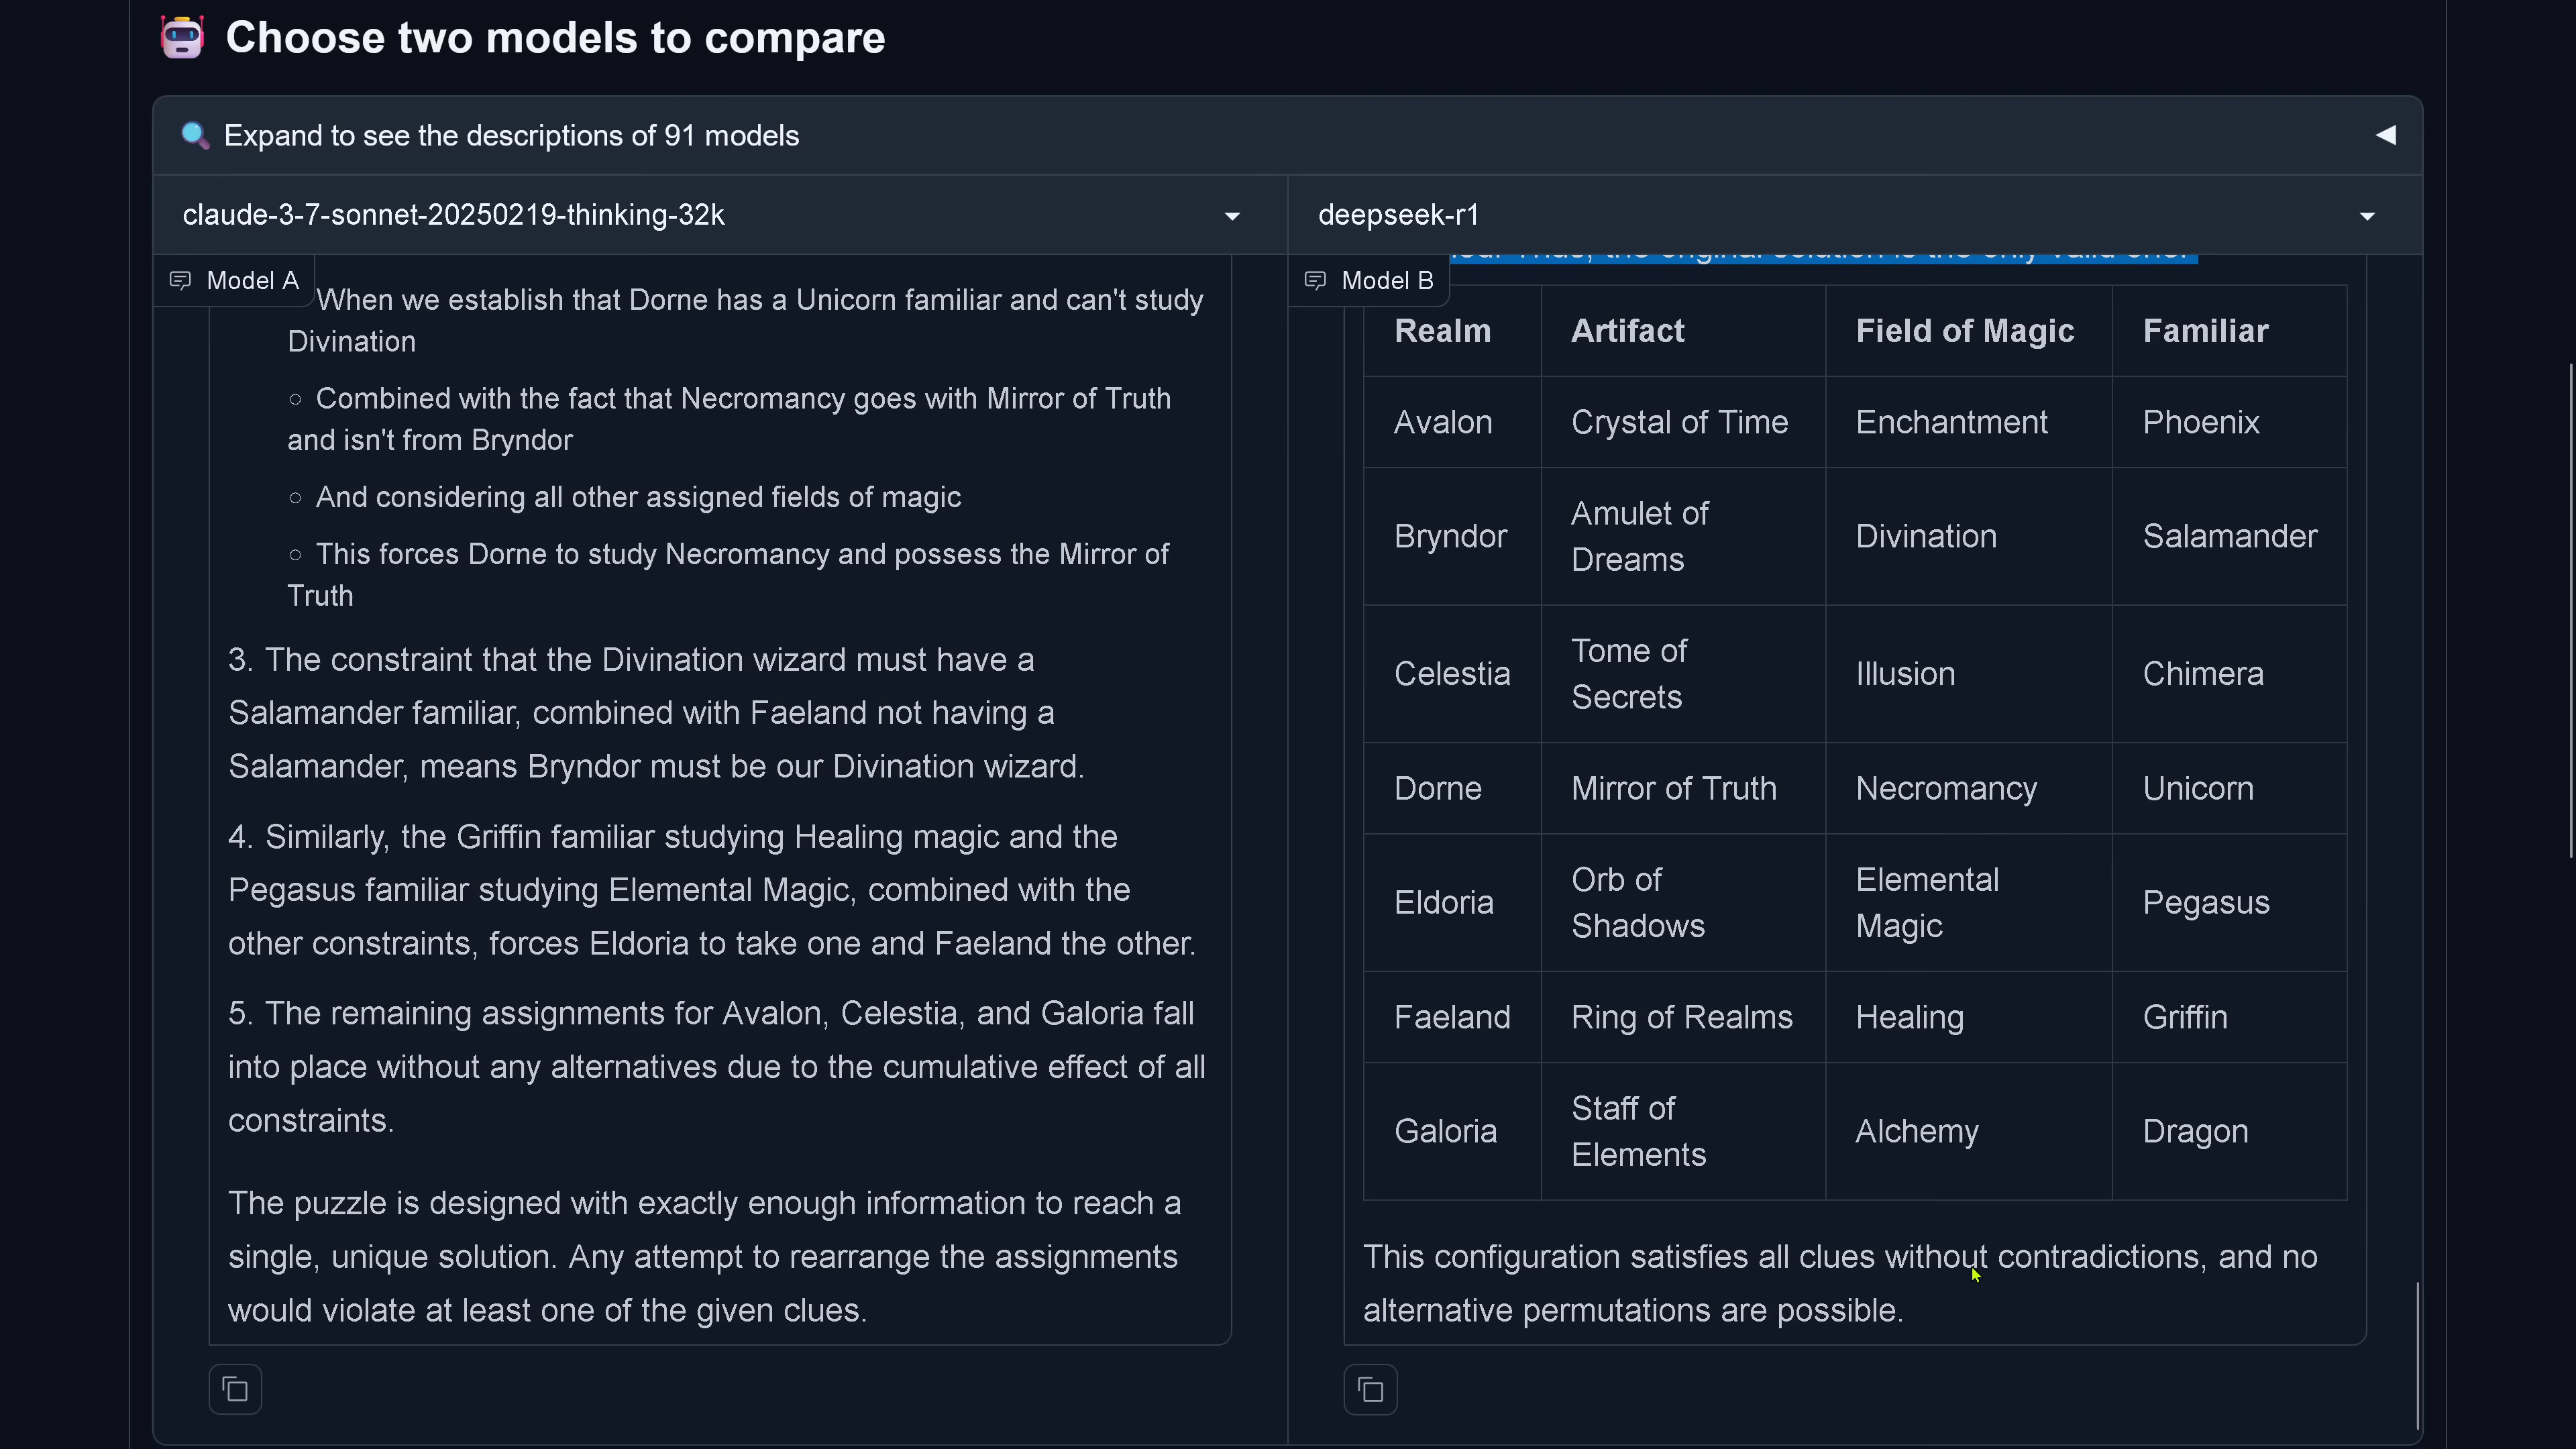 Choose two models to compare
Expand to see the descriptions of 91 models
claude-3-7-sonnet-20250219-thinking-32k
deepseek-r1
Model A
When we establish that Dorne has a Unicorn familiar and can't study
Divination
○ Combined with the fact that Necromancy goes with Mirror of Truth
and isn't from Bryndor
○ And considering all other assigned fields of magic
○ This forces Dorne to study Necromancy and possess the Mirror of
Truth
3. The constraint that the Divination wizard must have a
Salamander familiar, combined with Faeland not having a
Salamander, means Bryndor must be our Divination wizard.
4. Similarly, the Griffin familiar studying Healing magic and the
Pegasus familiar studying Elemental Magic, combined with the
other constraints, forces Eldoria to take one and Faeland the other.
5. The remaining assignments for Avalon, Celestia, and Galoria fall
into place without any alternatives due to the cumulative effect of all
constraints.
The puzzle is designed with exactly enough information to reach a
single, unique solution. Any attempt to rearrange the assignments
would violate at least one of the given clues.
Thus, the original solution is the only valid one.
Model B
Realm Artifact Field of Magic Familiar
Avalon Crystal of Time Enchantment Phoenix
Bryndor Amulet of
Dreams Divination Salamander
Celestia Tome of
Secrets Illusion Chimera
Dorne Mirror of Truth Necromancy Unicorn
Eldoria Orb of
Shadows Elemental
Magic Pegasus
Faeland Ring of Realms Healing Griffin
Galoria Staff of
Elements Alchemy Dragon
This configuration satisfies all clues without contradictions, and no
alternative permutations are possible.